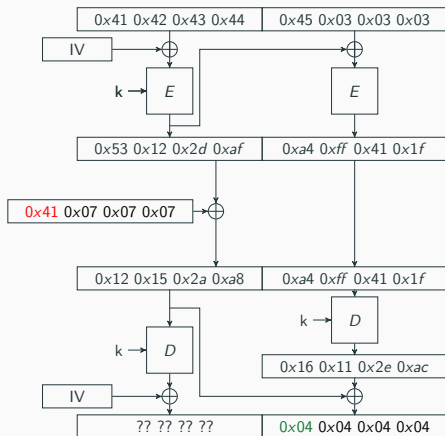 0x41 0x42 0x43 0x44 0x45 0x03 0x03 0x03
IV
k E E
0x53 0x12 0x2d 0xaf 0xa4 0xff 0x41 0x1f
0x41 0x07 0x07 0x07
0x12 0x15 0x2a 0xa8 0xa4 0xff 0x41 0x1f
k D
k D
0x16 0x11 0x2e 0xac
IV
?? ?? ?? ?? 0x04 0x04 0x04 0x04